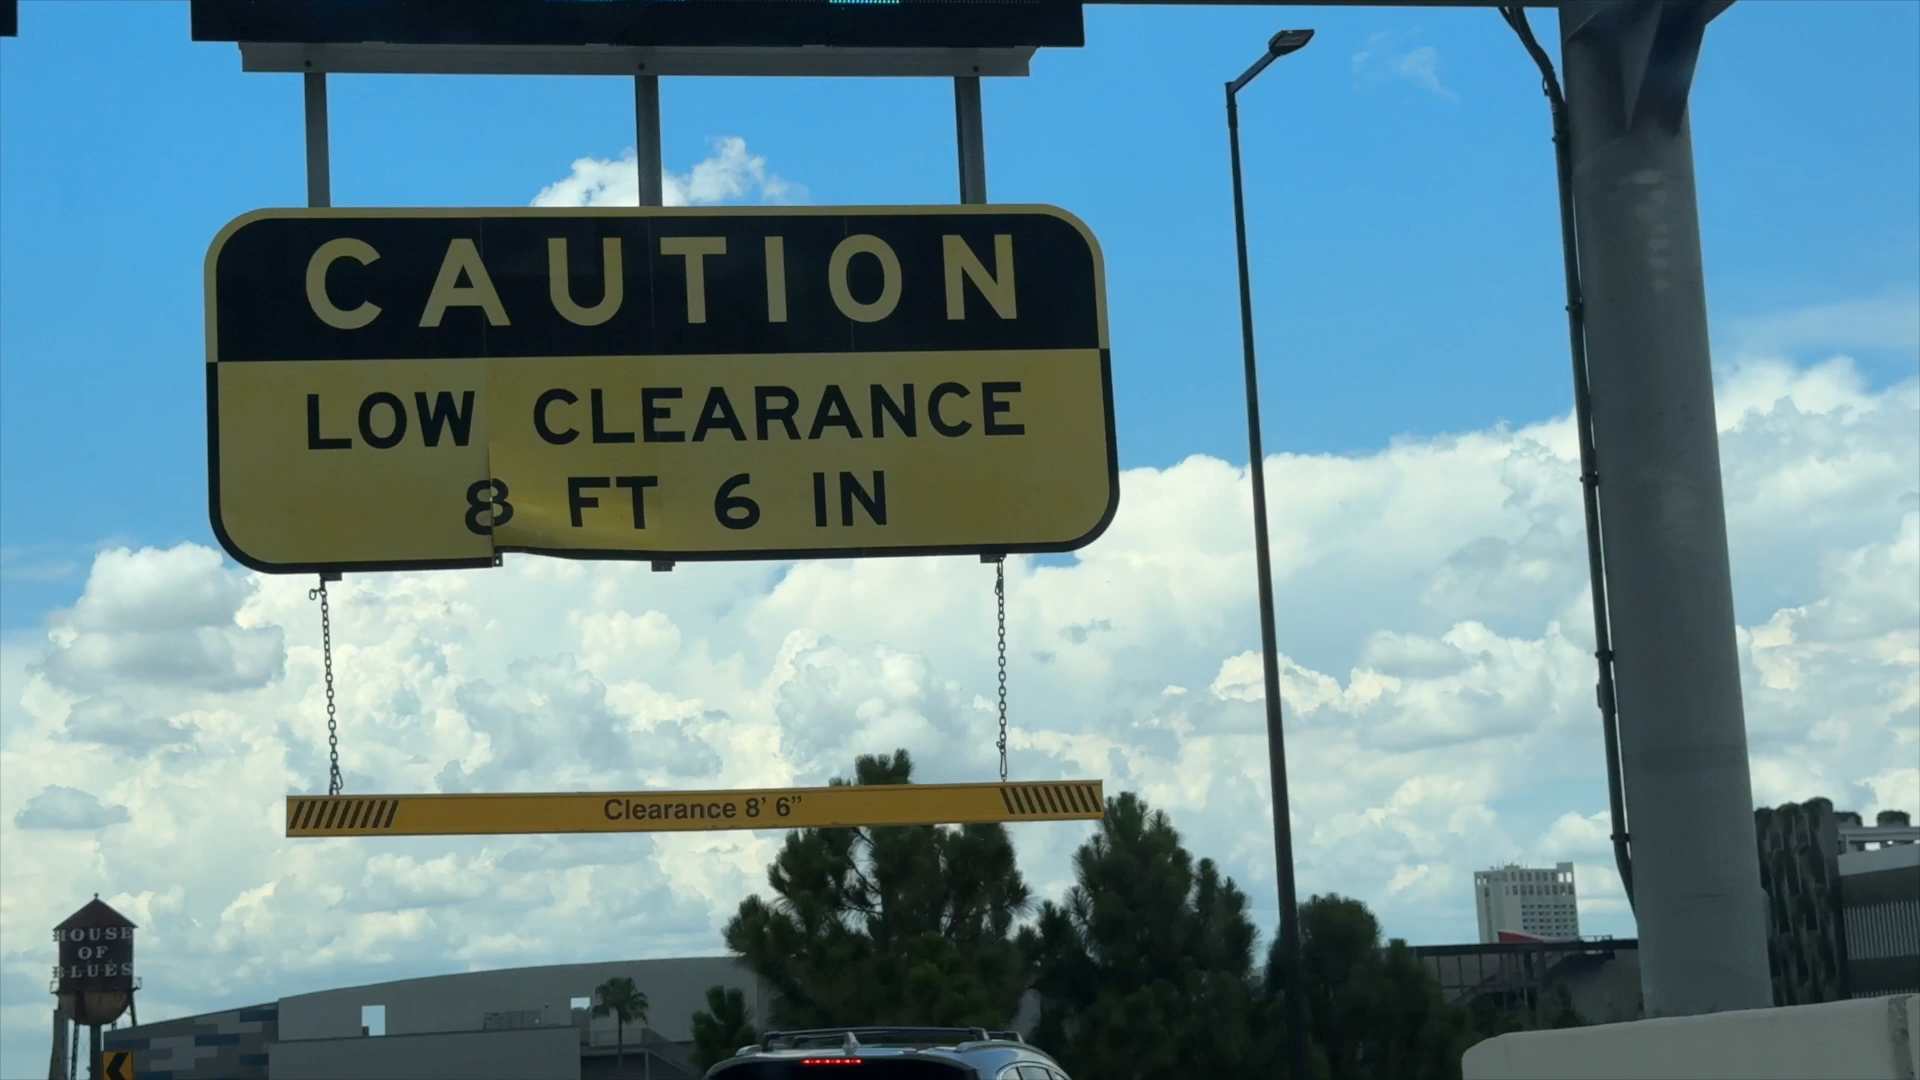 CAUTION
LOW CLEARANCE
8 FT 6 IN
Clearance 8’ 6”
HOUSE
OF
BLUES